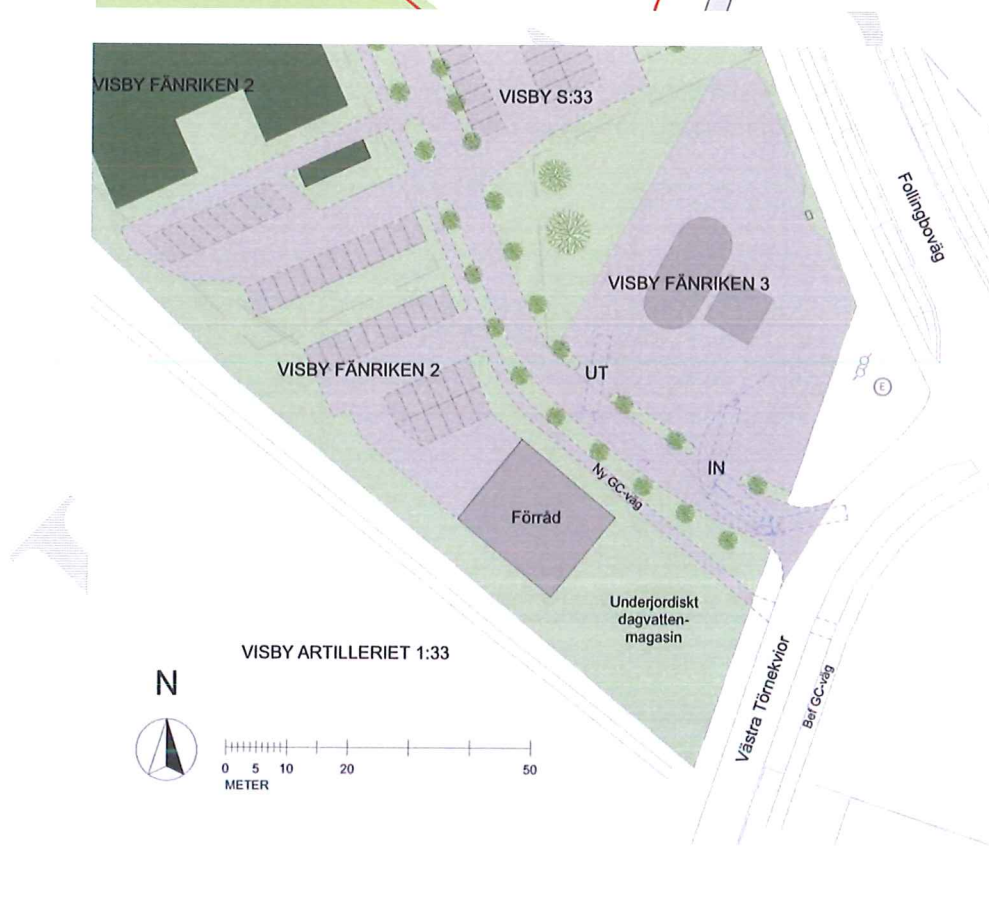 VISBY FÄNRIKEN 2
VISBY S:33
Follingboväg
VISBY FÄNRIKEN 3
VISBY FÄNRIKEN 2
UT
E
IN
Ny GC-väg
Förråd
Underjordiskt
dagvatten-
magasin
VISBY ARTILLERIET 1:33
Västra Törnekvior
Bef GC-väg
N
0 5 10 20 50
METER